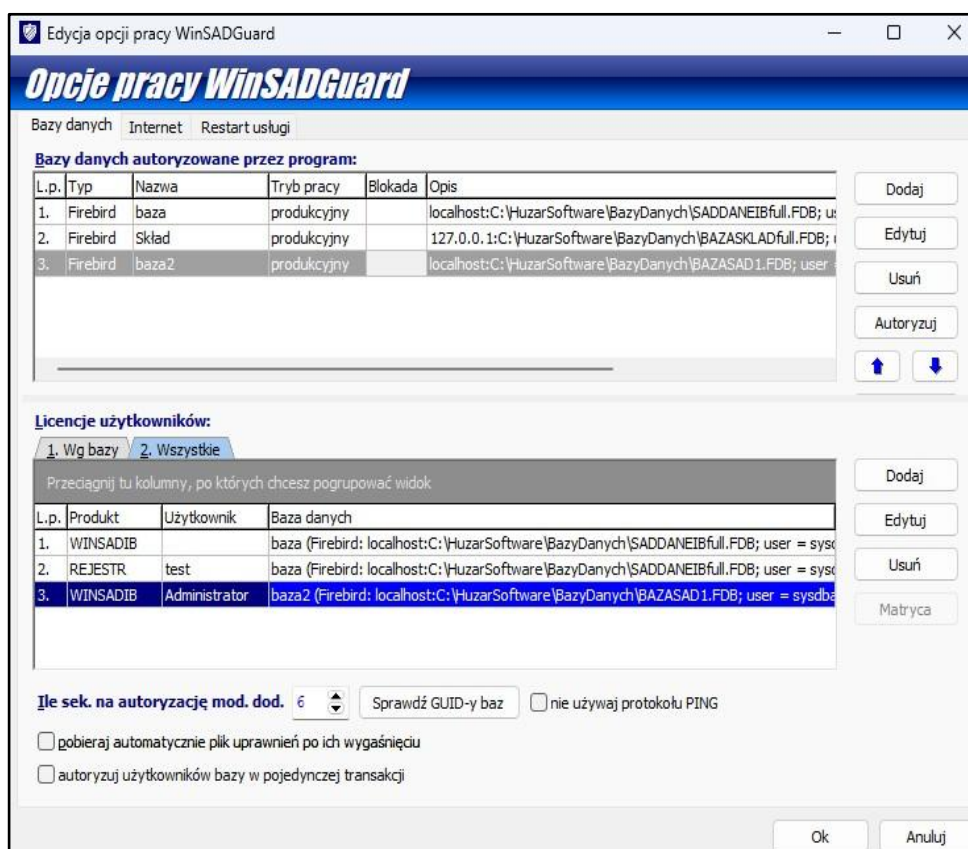 Edycja opcji pracy WinSADGuard
Opcje pracy WinSADGuard
Bazy danych Internet Restart usługi
Bazy danych autoryzowane przez program:
L.p. Typ Nazwa Tryb pracy Blokada Opis
1. Firebird baza produkcyjny localhost:C:\HuzarSoftware\BazyDanych\SADDANEIBfull.FDB; us
2. Firebird Skład produkcyjny 127.0.0.1:C:\HuzarSoftware\BazyDanych\BAZASKLADfull.FDB;
3. Firebird baza2 produkcyjny localhost:C:\HuzarSoftware\BazyDanych\BAZASAD1.FDB; user =
Dodaj
Edytuj
Usuń
Autoryzuj
Licencje użytkowników:
1. Wg bazy 2. Wszystkie
Przeciągnij tu kolumny, po których chcesz pogrupować widok
L.p. Produkt Użytkownik Baza danych
1. WINSADIB baza (Firebird: localhost:C:\HuzarSoftware\BazyDanych\SADDANEIBfull.FDB; user = sysd
2. REJESTR test baza (Firebird: localhost:C:\HuzarSoftware\BazyDanych\SADDANEIBfull.FDB; user = sysd
3. WINSADIB Administrator baza2 (Firebird: localhost:C:\HuzarSoftware\BazyDanych\BAZASAD1.FDB; user = sysdba
Dodaj
Edytuj
Usuń
Matryca
Ile sek. na autoryzację mod. dod. 6 Sprawdź GUID-y baz nie używaj protokołu PING
pobieraj automatycznie plik uprawnień po ich wygaśnięciu
autoryzuj użytkowników bazy w pojedynczej transakcji
Ok Anuluj